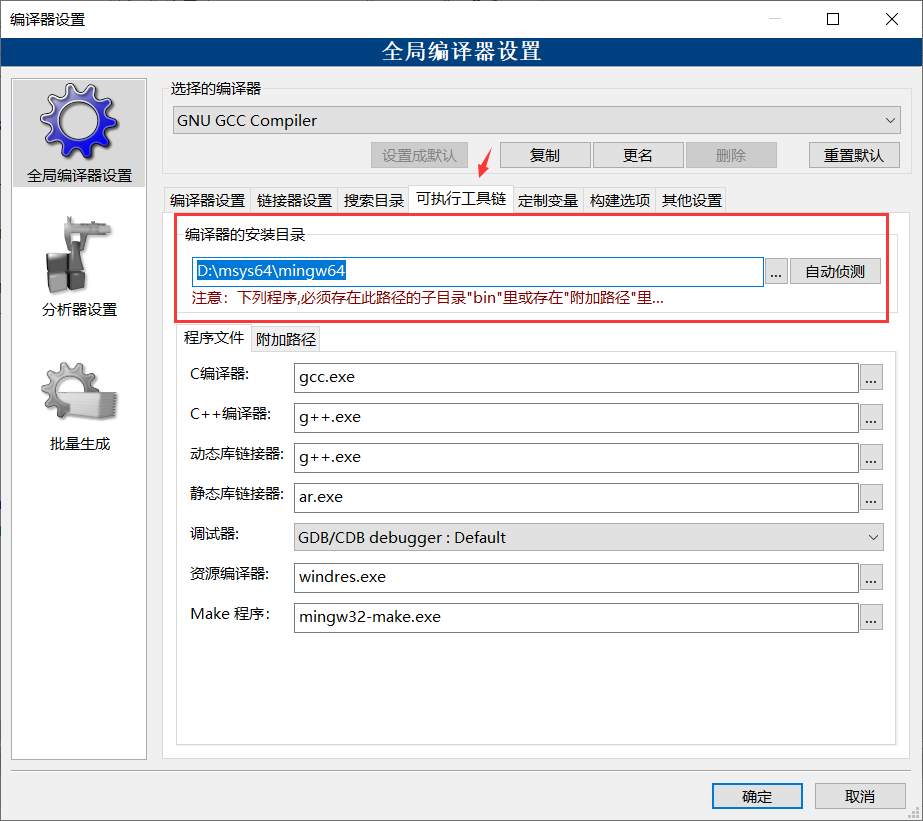 编译器设置
全局编译器设置
全局编译器设置
分析器设置
批量生成
选择的编译器
GNU GCC Compiler
设置成默认 复制 更名 删除 重置默认
编译器设置 链接器设置 搜索目录 可执行工具链 定制变量 构建选项 其他设置
编译器的安装目录
D:\msys64\mingw64 ... 自动侦测
注意：下列程序,必须存在此路径的子目录"bin"里或存在"附加路径"里...
程序文件 附加路径
C编译器: gcc.exe ...
C++编译器: g++.exe ...
动态库链接器: g++.exe ...
静态库链接器: ar.exe ...
调试器: GDB/CDB debugger : Default
资源编译器: windres.exe ...
Make 程序: mingw32-make.exe ...
确定 取消